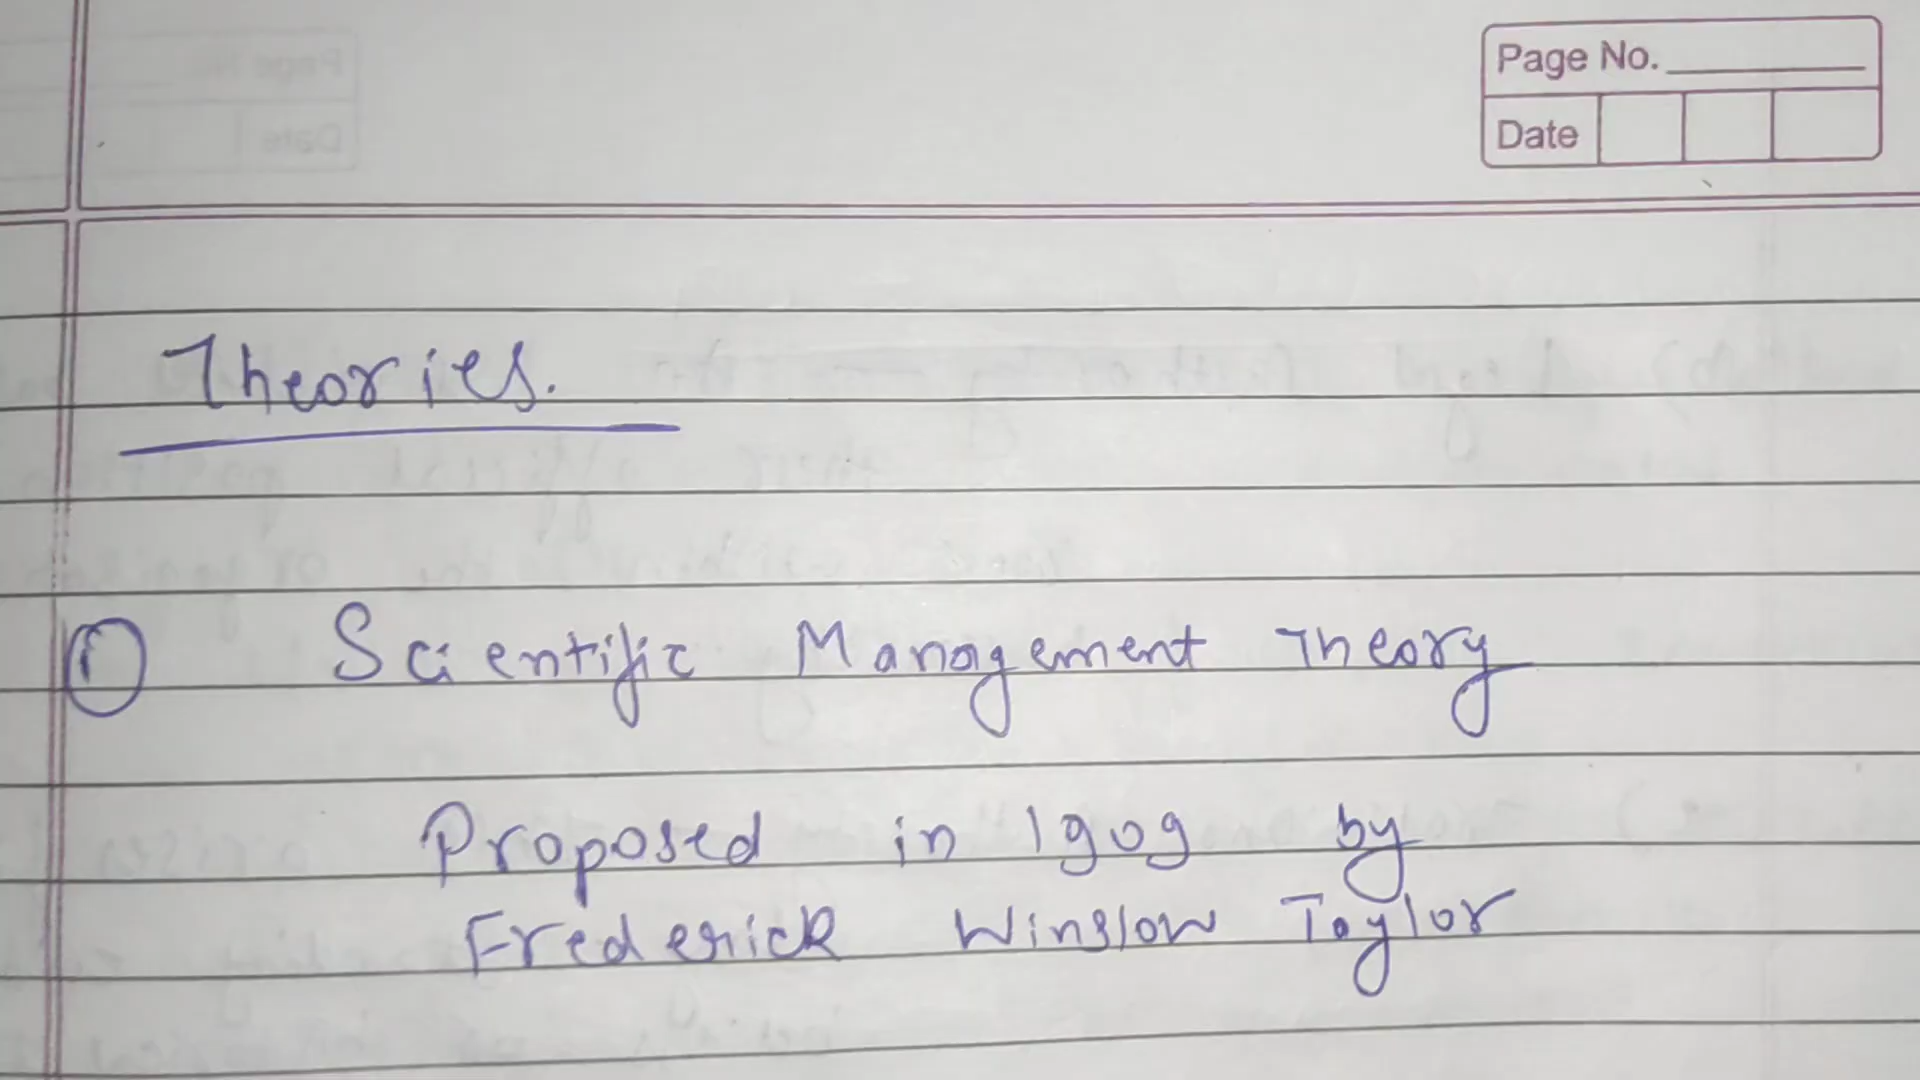 Page No.
Date
Theories.
1 Scientific Management Theory
Proposed in 1909 by
Frederick Winslow Taylor